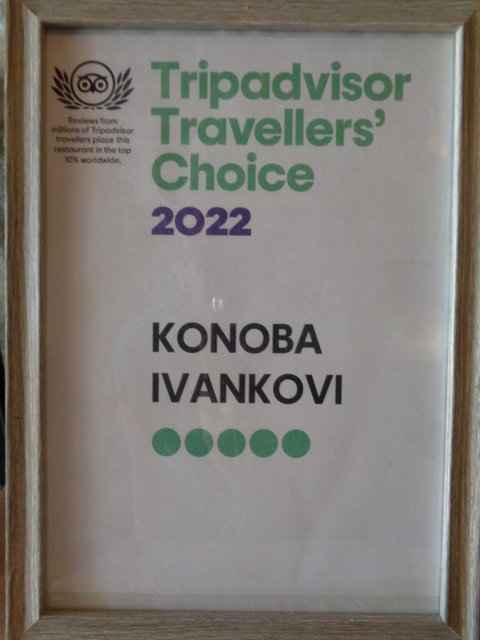 Reviews from
millions of Tripadvisor
travellers place this
restaurant in the top
10% worldwide.
Tripadvisor
Travellers'
Choice
2022
KONOBA
IVANKOVI